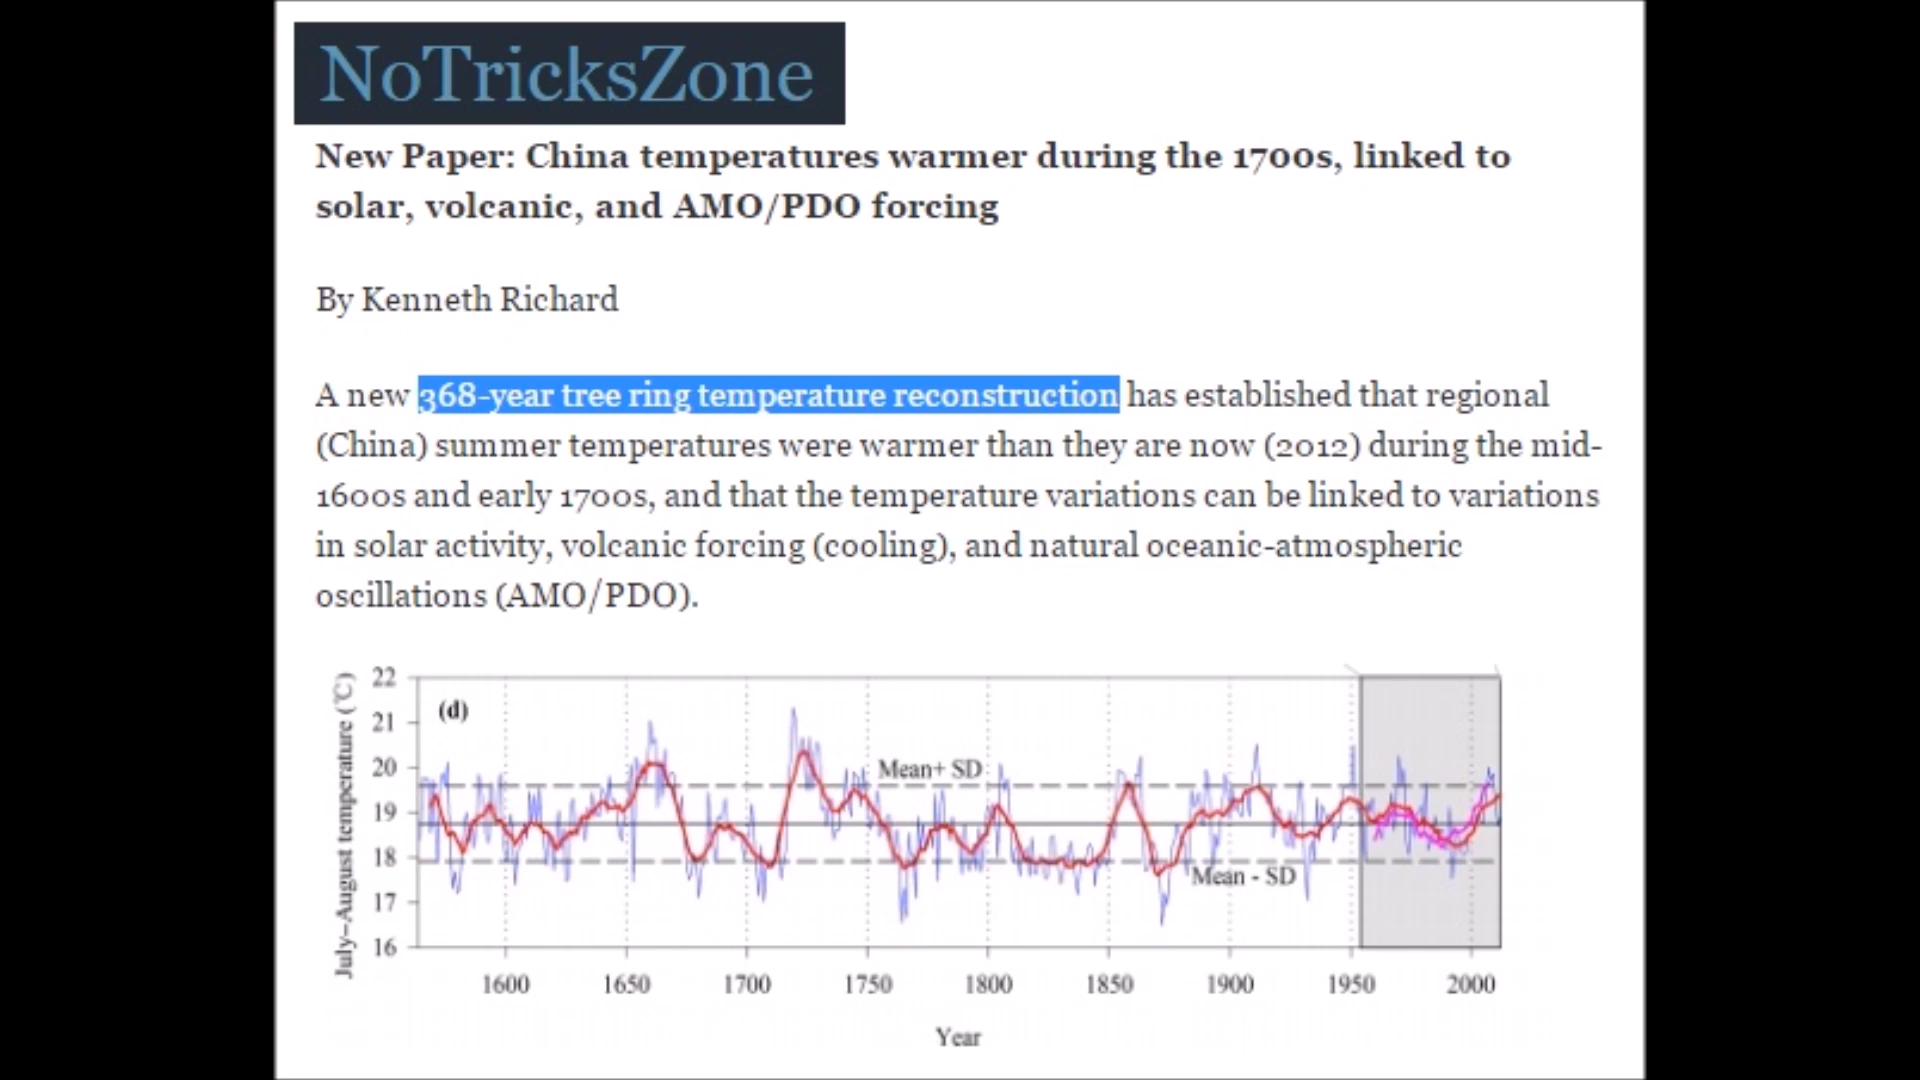 NoTricksZone
New Paper: China temperatures warmer during the 1700s, linked to
solar, volcanic, and AMO/PDO forcing
By Kenneth Richard
A new 368-year tree ring temperature reconstruction has established that regional
(China) summer temperatures were warmer than they are now (2012) during the mid-
1600s and early 1700s, and that the temperature variations can be linked to variations
in solar activity, volcanic forcing (cooling), and natural oceanic-atmospheric
oscillations (AMO/PDO).
July–August temperature (℃)
22
21
20
19
18
17
16
(d)
Mean+ SD
Mean - SD
1600 1650 1700 1750 1800 1850 1900 1950 2000
Year